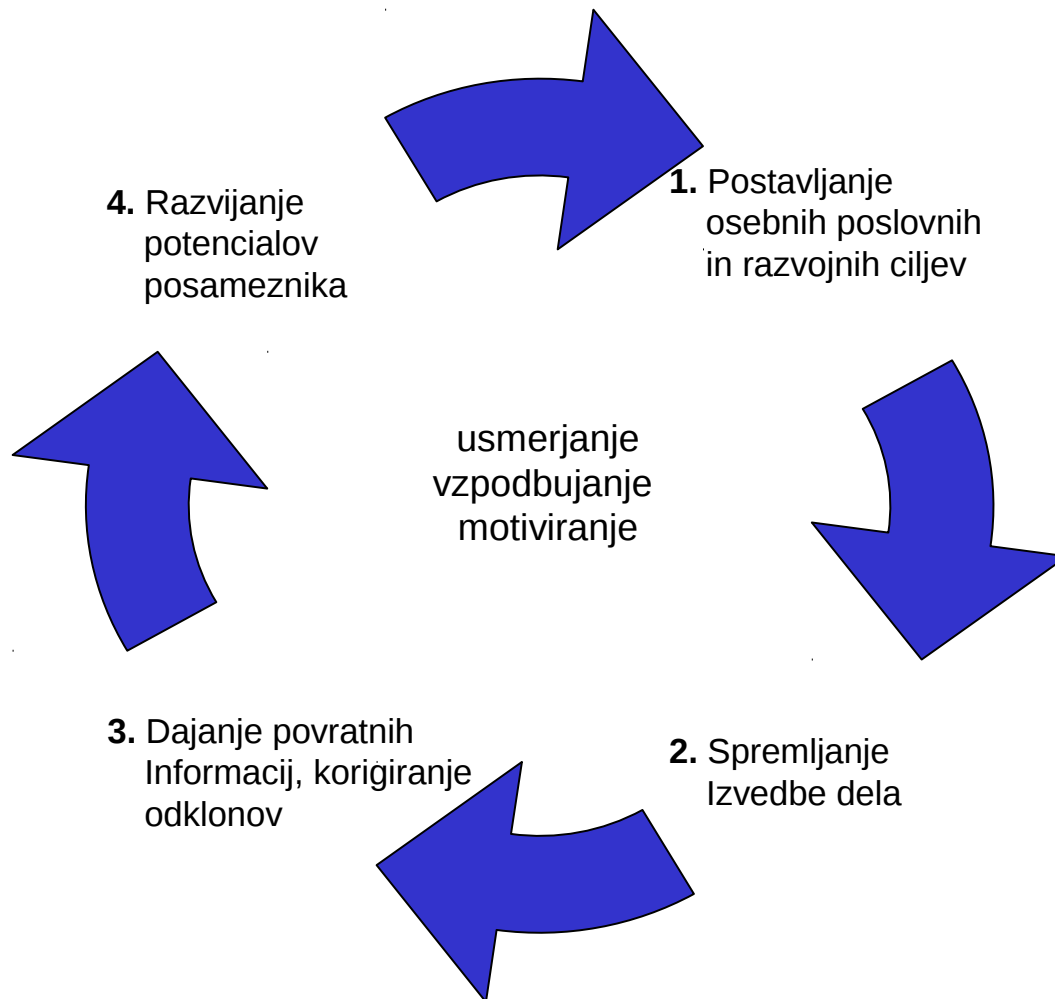 1. Postavljanje
osebnih poslovnih
in razvojnih ciljev
2. Spremljanje
Izvedbe dela
3. Dajanje povratnih
Informacij, korigiranje
odklonov
4. Razvijanje
potencialov
posameznika
usmerjanje
vzpodbujanje
motiviranje